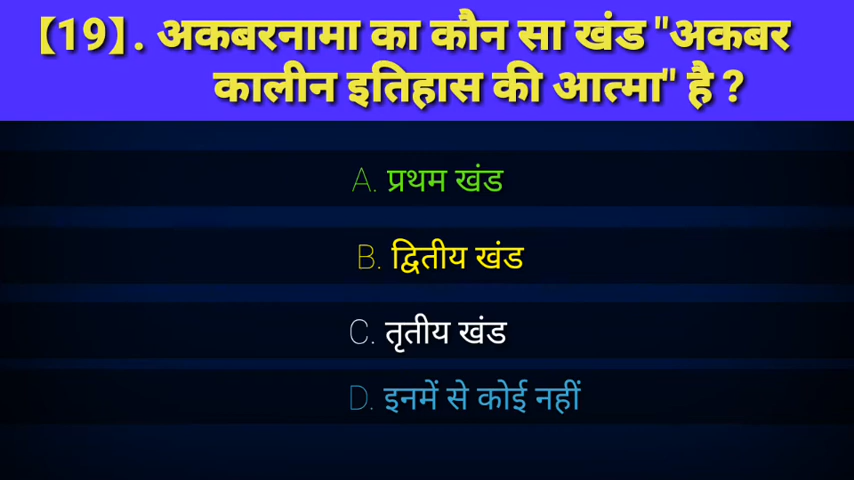 【19】. अकबरनामा का कौन सा खंड "अकबर
कालीन इतिहास की आत्मा" है ?
A. प्रथम खंड
B. द्वितीय खंड
C. तृतीय खंड
D. इनमें से कोई नहीं